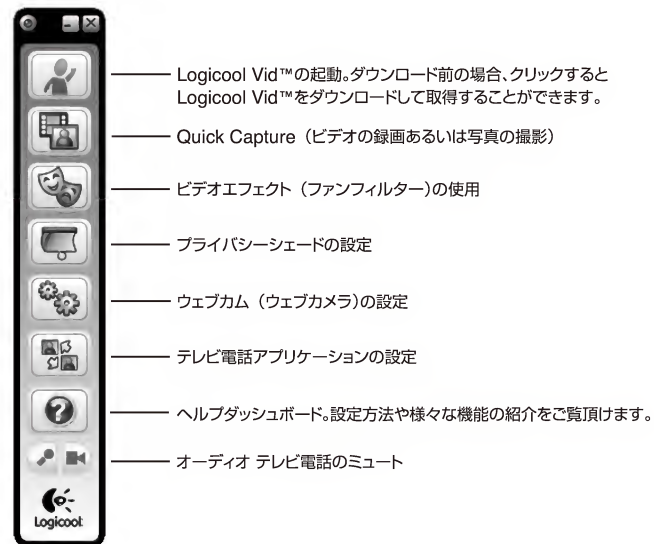 Logicool Vid™の起動。ダウンロード前の場合、クリックすると
Logicool Vid™をダウンロードして取得することができます。
Quick Capture（ビデオの録画あるいは写真の撮影）
ビデオエフェクト（ファンフィルター）の使用
プライバシーシェードの設定
ウェブカム（ウェブカメラ）の設定
テレビ電話アプリケーションの設定
?
ヘルプダッシュボード。設定方法や様々な機能の紹介をご覧頂けます。
オーディオ テレビ電話のミュート
Logicool